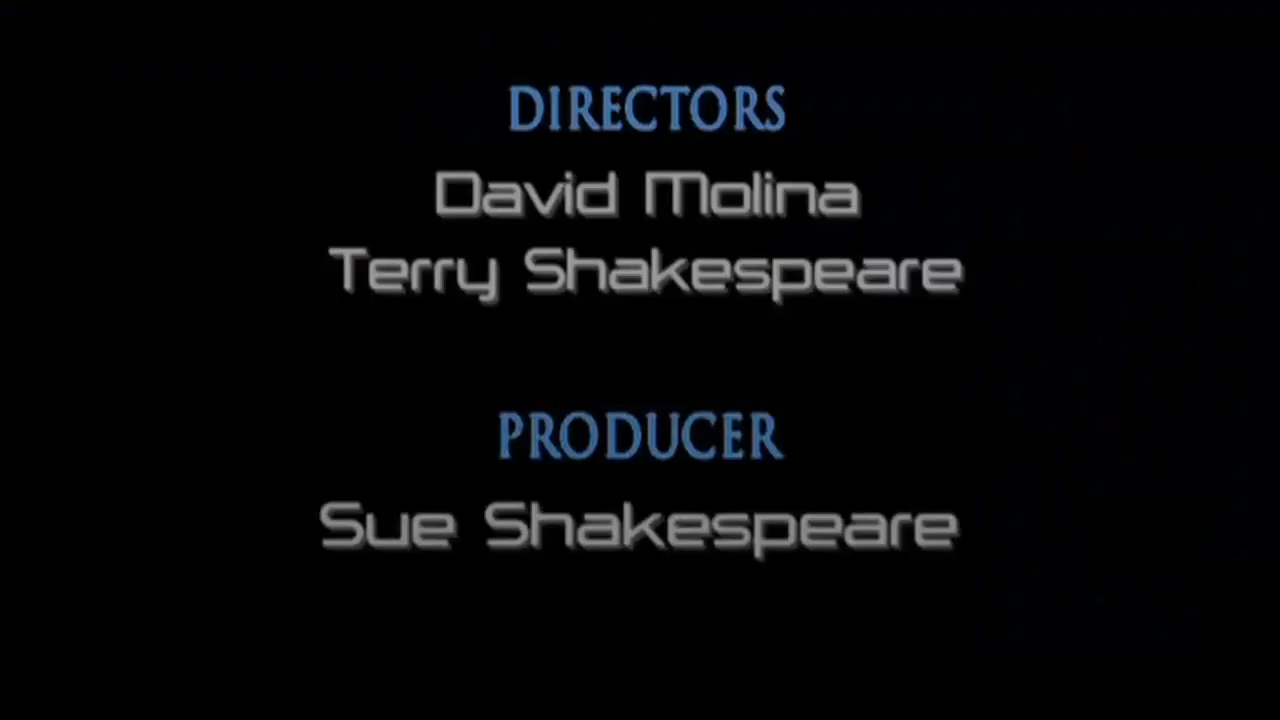 DIRECTORS
David Molina
Terry Shakespeare
PRODUCER
Sue Shakespeare